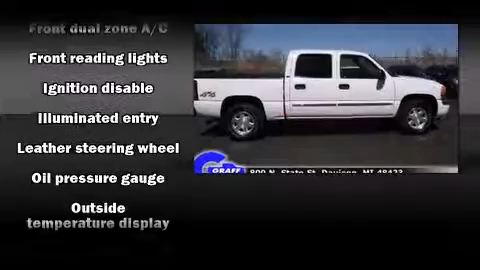 Front dual zone A/C
Front reading lights
Ignition disable
Illuminated entry
Leather steering wheel
Oil pressure gauge
Outside
temperature display
4x4
GRAFF
800 N. State St. Davison, MI 48423